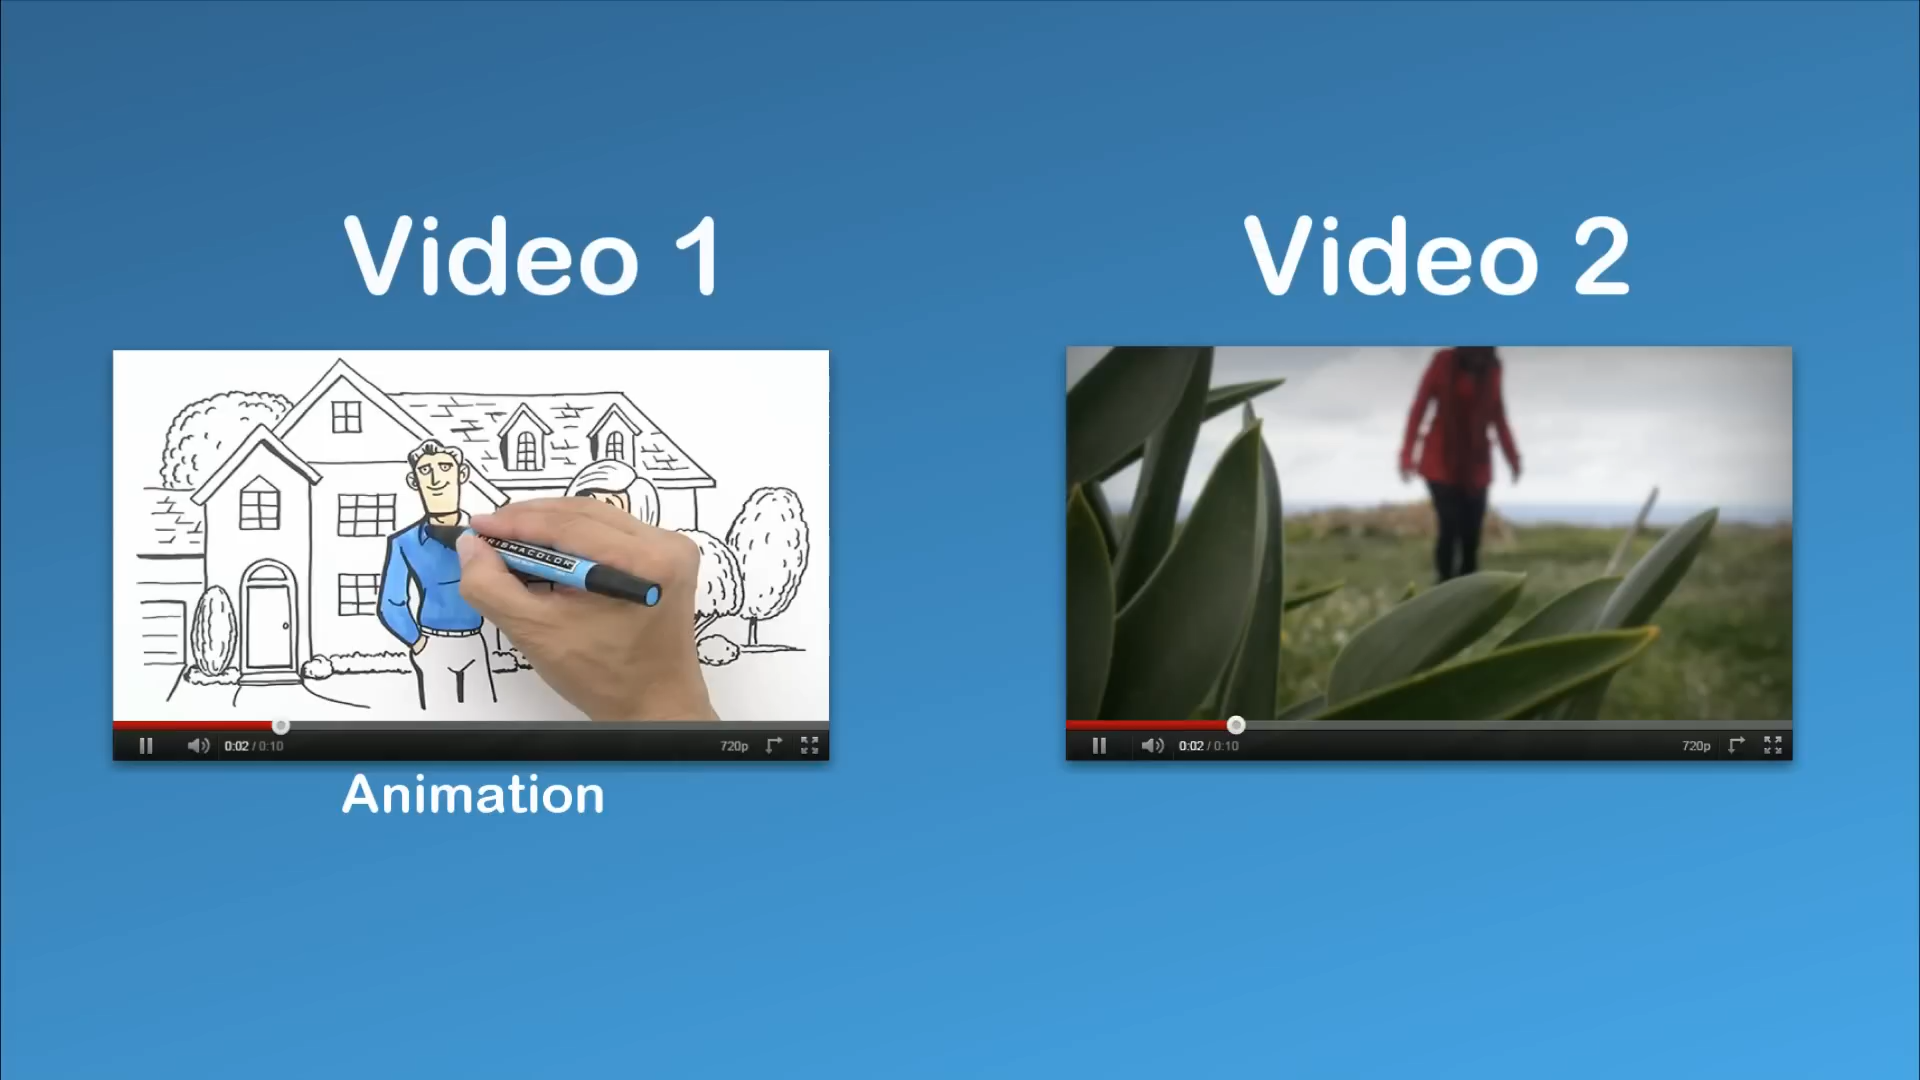 Video 1
Video 2
PRISMACOLOR
0:02 / 0:10
720p
0:02 / 0:10
720p
Animation